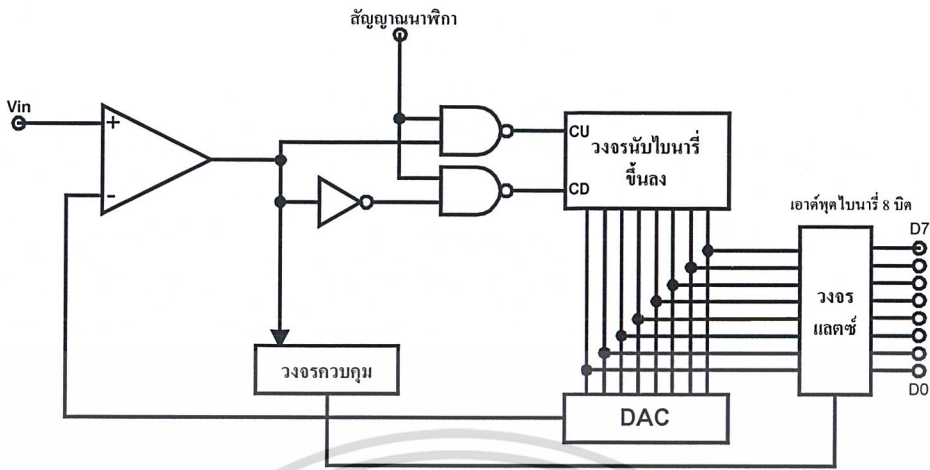 สัญญาณนาฬิกา
Vin
+
-
CU
CD
วงจรนับไบนารี่
ขึ้นลง
เอาต์พุตไบนารี่ 8 บิต
D7
วงจร
แลตซ์
D0
วงจรควบคุม
DAC